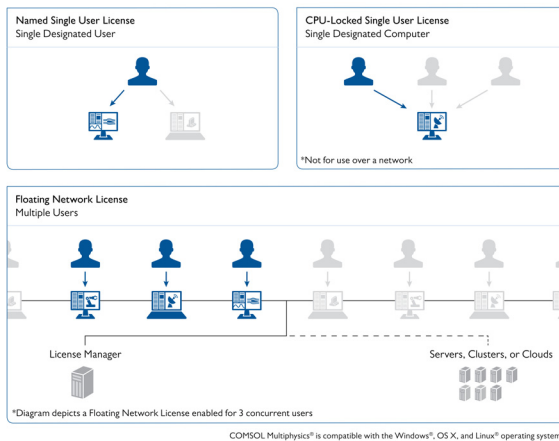 Named Single User License
Single Designated User
CPU-Locked Single User License
Single Designated Computer
*Not for use over a network
Floating Network License
Multiple Users
License Manager
Servers, Clusters, or Clouds
*Diagram depicts a Floating Network License enabled for 3 concurrent users
COMSOL Multiphysics® is compatible with the Windows®, OS X, and Linux® operating system